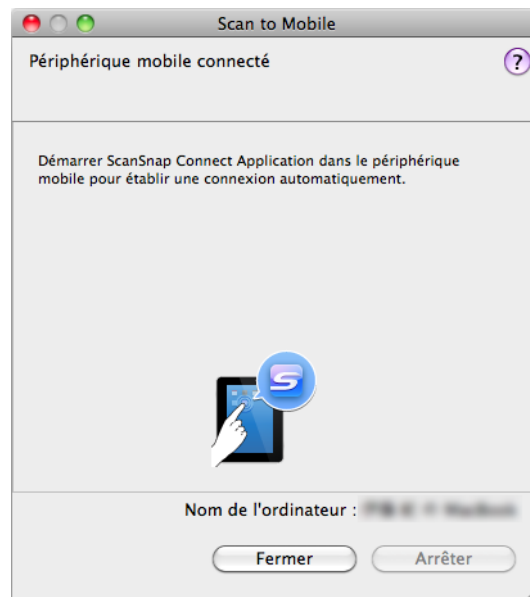 Scan to Mobile
Périphérique mobile connecté
?
Démarrer ScanSnap Connect Application dans le périphérique
mobile pour établir une connexion automatiquement.
S
Nom de l'ordinateur :
Fermer
Arrêter